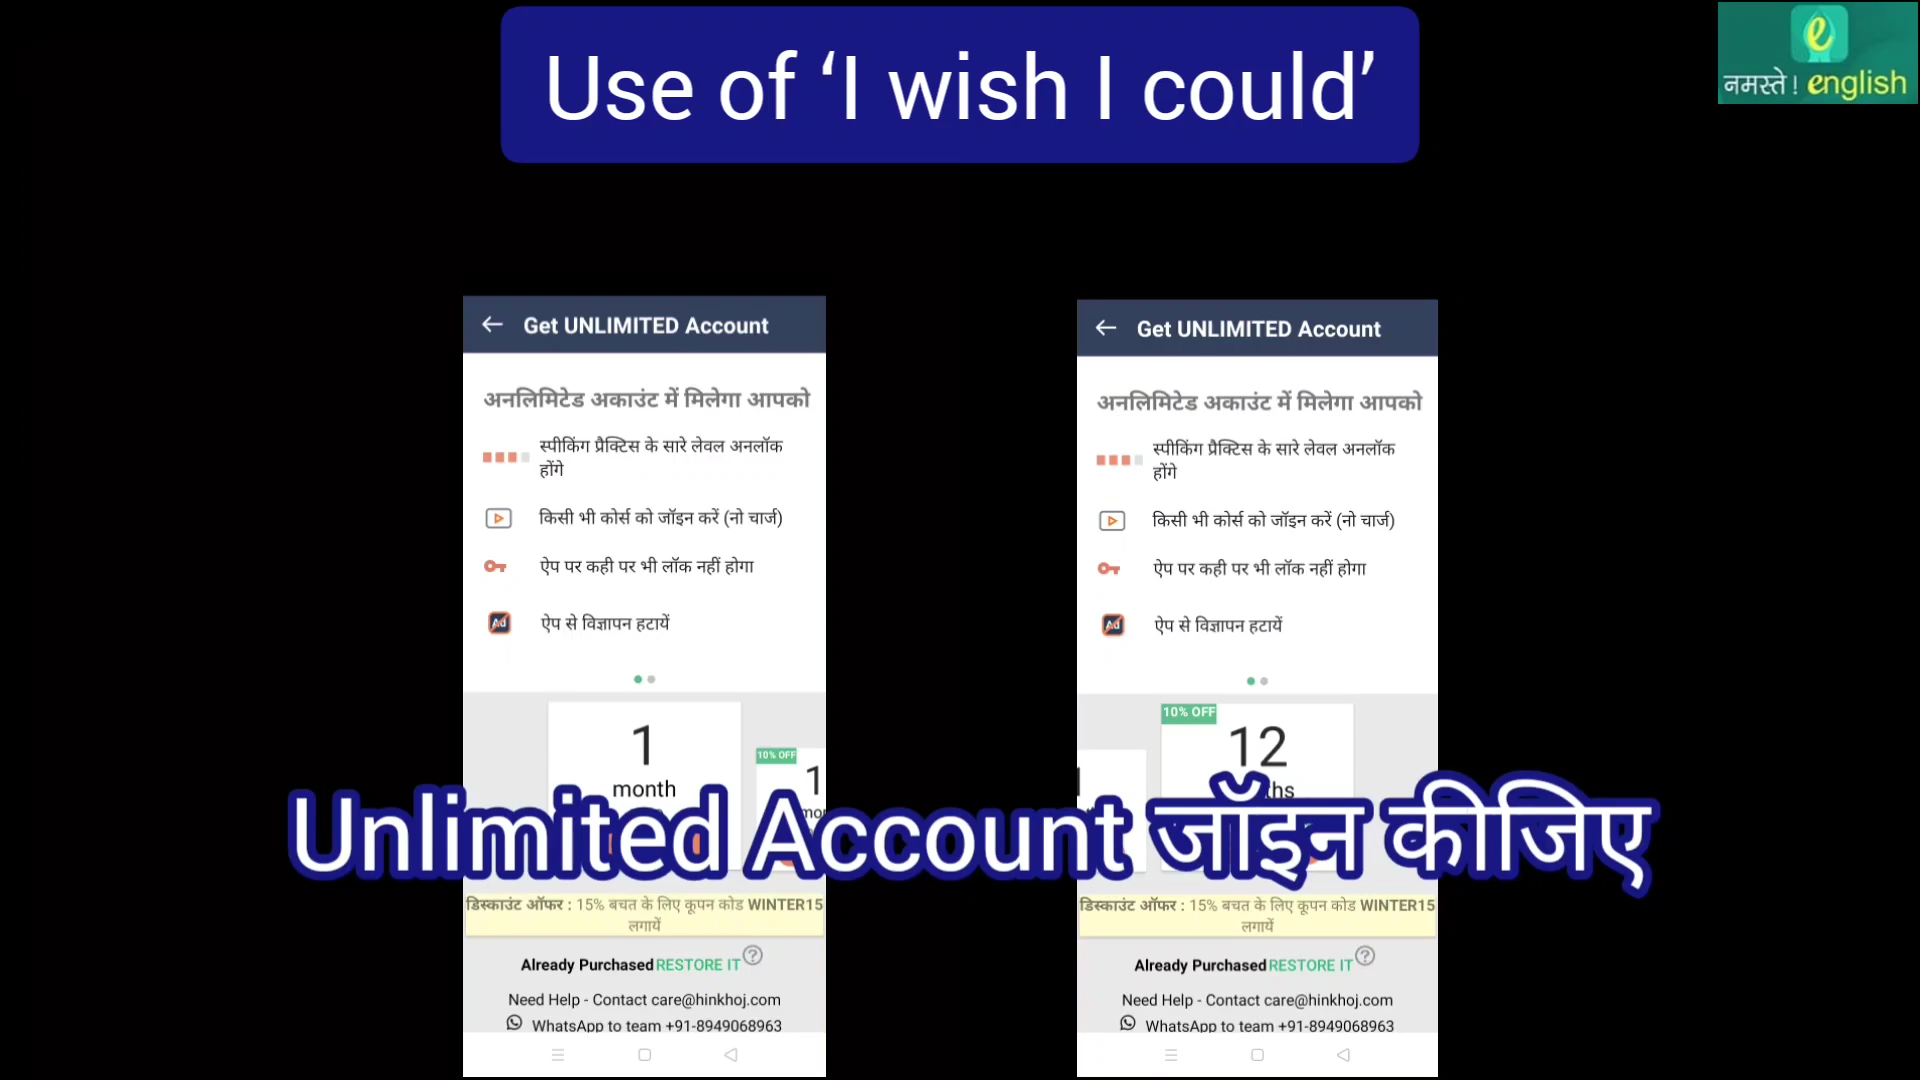 Use of ‘I wish I could’
नमस्ते ! english
Get UNLIMITED Account
अनलिमिटेड अकाउंट में मिलेगा आपको
स्पीकिंग प्रैक्टिस के सारे लेवल अनलॉक
होंगे
किसी भी कोर्स को जॉइन करें (नो चार्ज)
ऐप पर कही पर भी लॉक नहीं होगा
Ad
ऐप से विज्ञापन हटायें
1
month
10% OFF
1
Get UNLIMITED Account
अनलिमिटेड अकाउंट में मिलेगा आपको
स्पीकिंग प्रैक्टिस के सारे लेवल अनलॉक
होंगे
किसी भी कोर्स को जॉइन करें (नो चार्ज)
ऐप पर कही पर भी लॉक नहीं होगा
Ad
ऐप से विज्ञापन हटायें
10% OFF
12
Unlimited Account जॉइन कीजिए
डिस्काउंट ऑफर : 15% बचत के लिए कूपन कोड WINTER15
लगायें
Already Purchased RESTORE IT ?
Need Help - Contact care@hinkhoj.com
WhatsApp to team +91-8949068963
डिस्काउंट ऑफर : 15% बचत के लिए कूपन कोड WINTER15
लगायें
Already Purchased RESTORE IT ?
Need Help - Contact care@hinkhoj.com
WhatsApp to team +91-8949068963